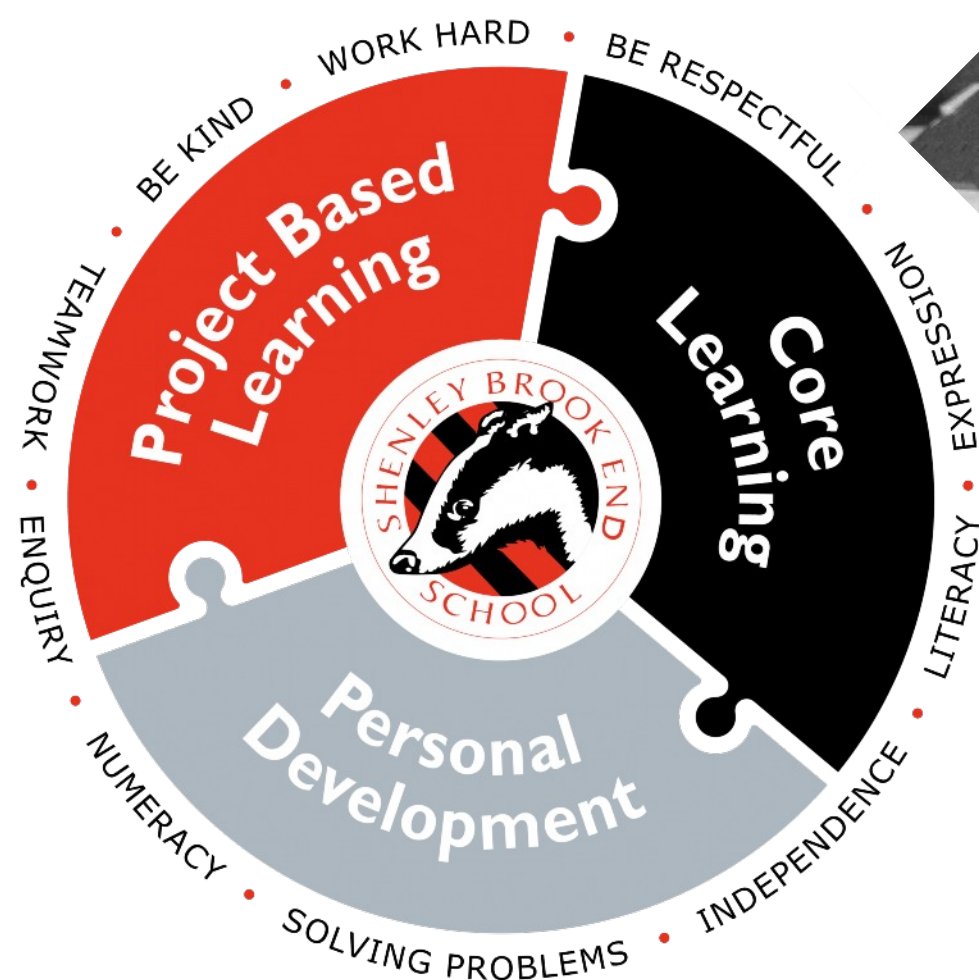 WORK HARD • BE RESPECTFUL • EXPRESSION • LITERACY • INDEPENDENCE • SOLVING PROBLEMS • NUMERACY • ENQUIRY • TEAMWORK • BE KIND •
Project Based
Learning
Core
Learning
Personal
Development
SHENLEY BROOK END
SCHOOL